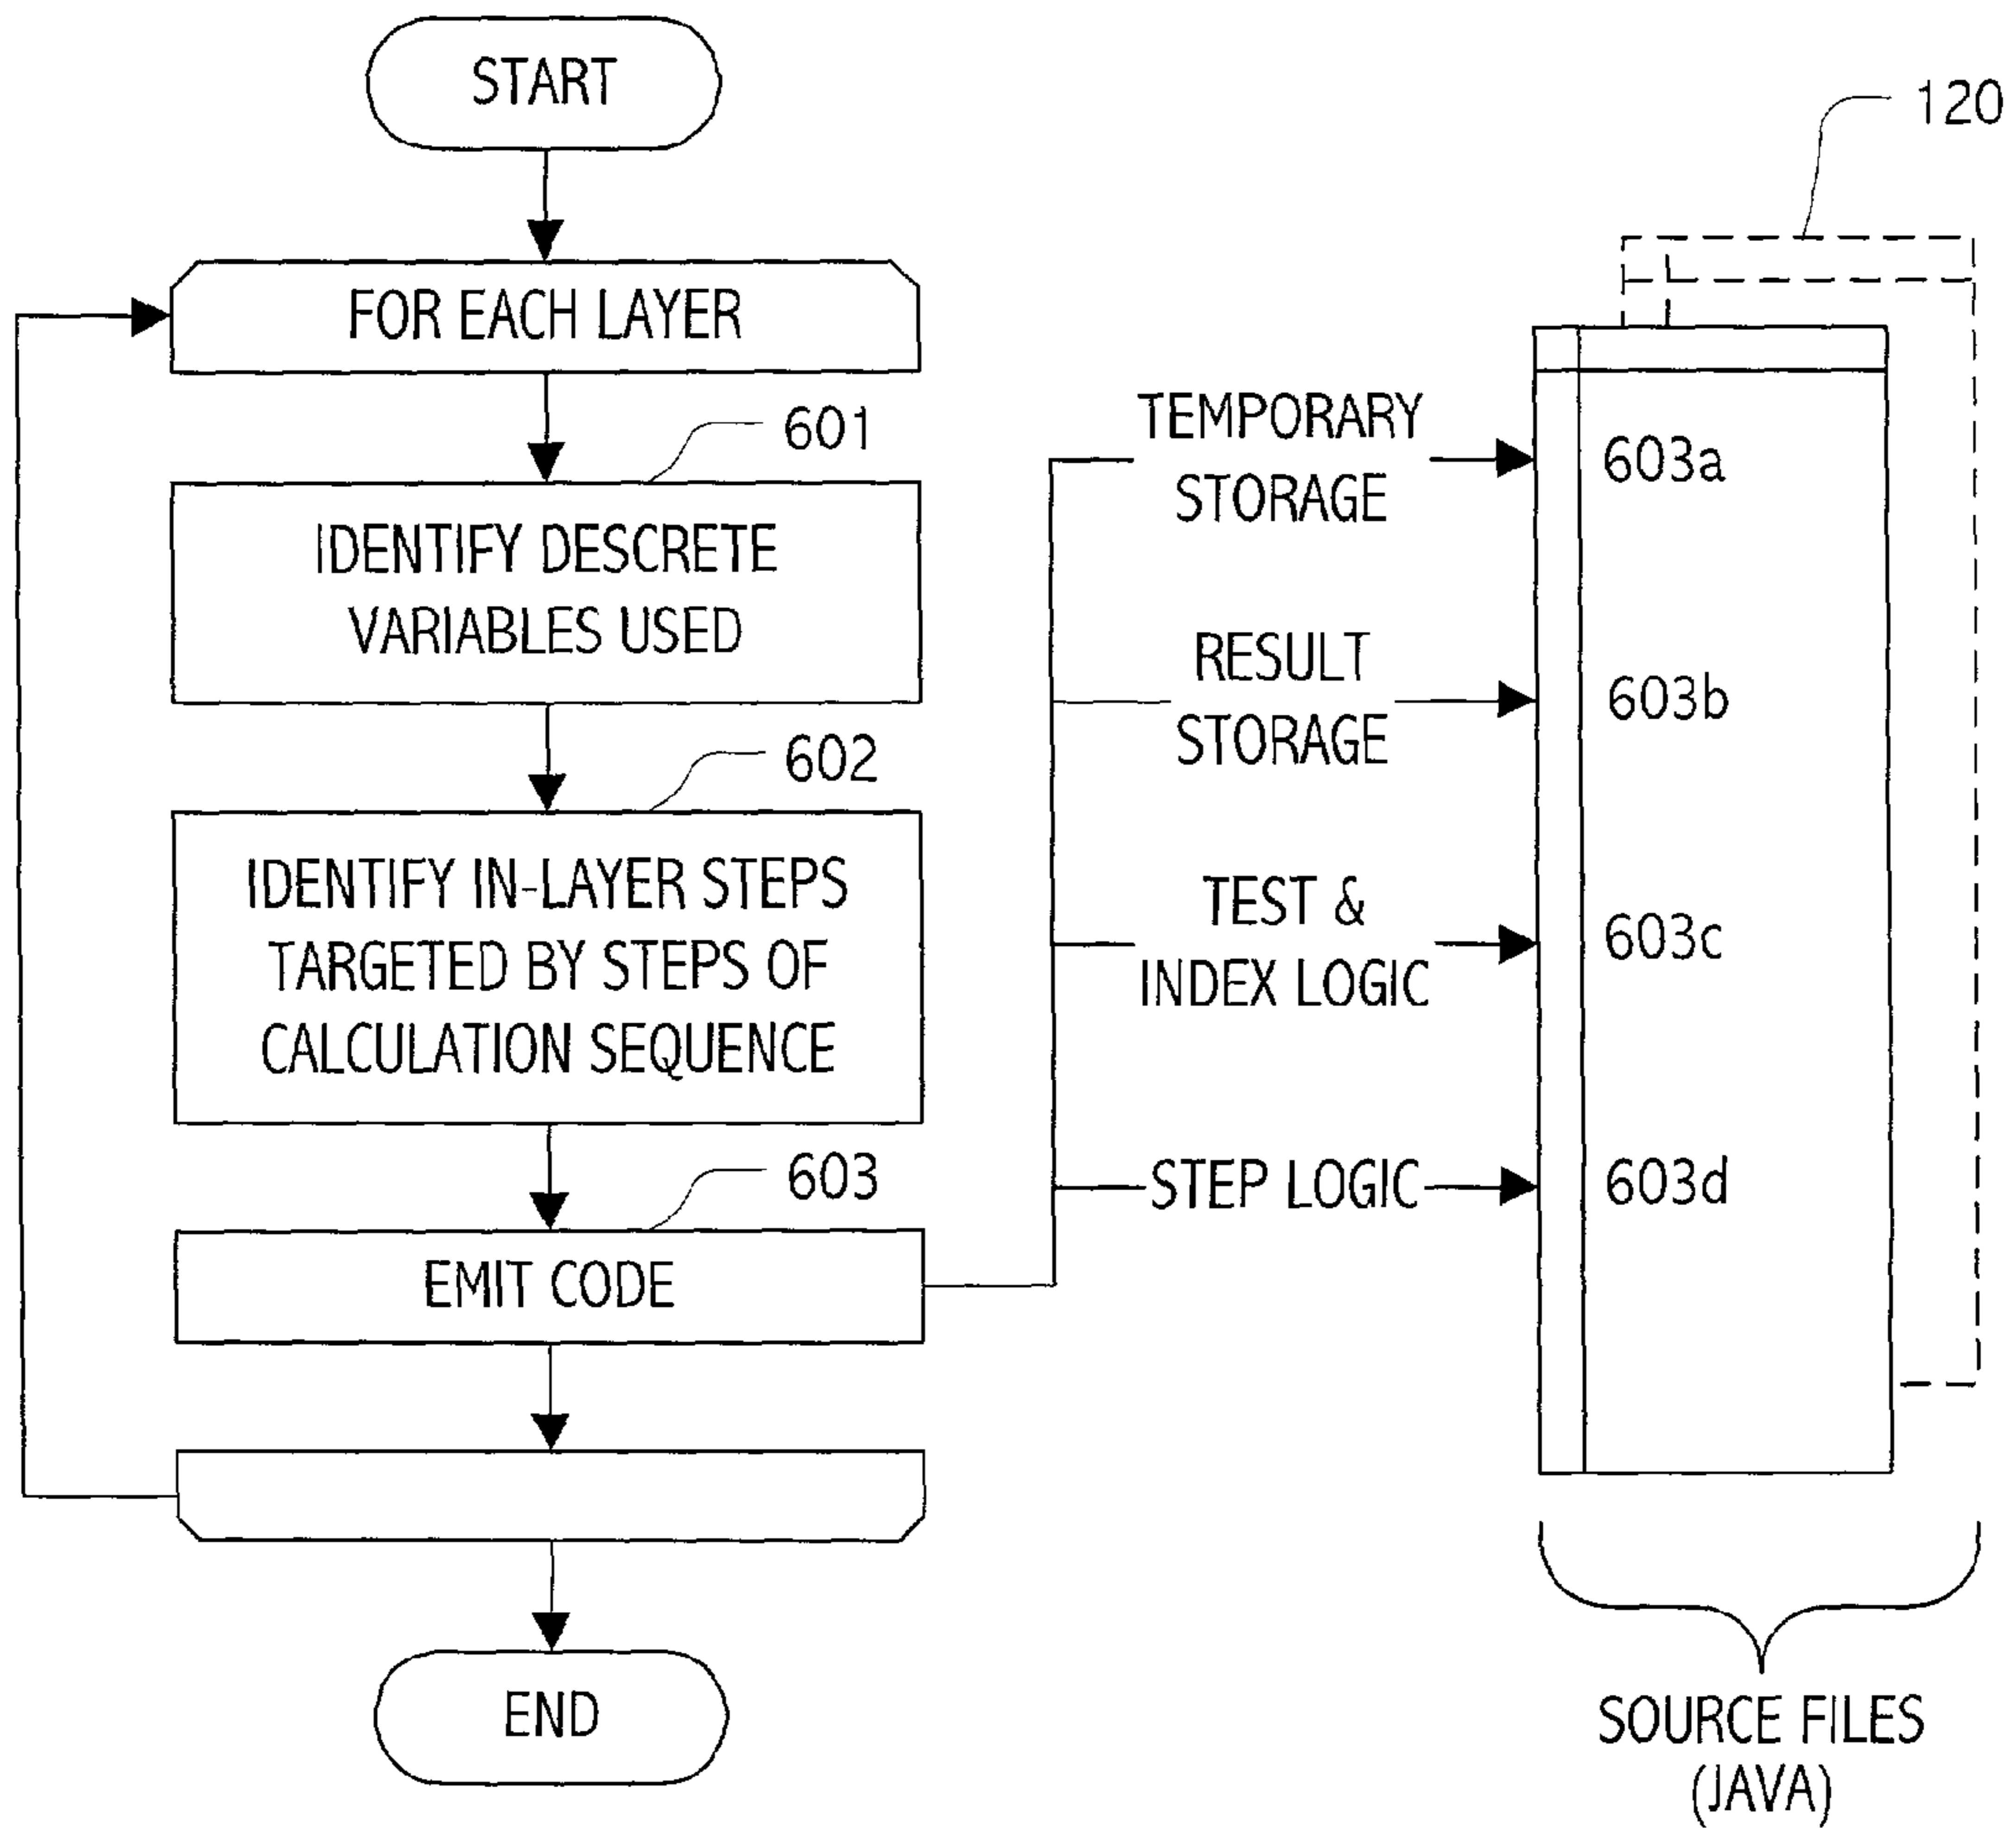 START
120
FOR EACH LAYER
601
IDENTIFY DESCRETE
VARIABLES USED
602
IDENTIFY IN-LAYER STEPS
TARGETED BY STEPS OF
CALCULATION SEQUENCE
603
EMIT CODE
END
TEMPORARY
STORAGE
603a
RESULT
STORAGE
603b
TEST &
INDEX LOGIC
603c
STEP LOGIC
603d
SOURCE FILES
(JAVA)